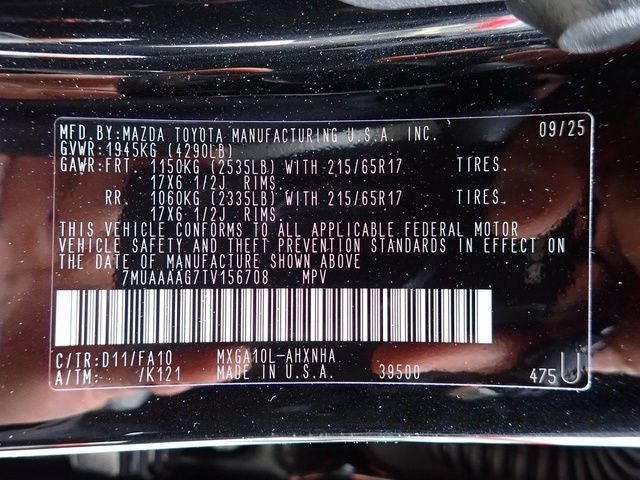 MFD.BY:MAZDA TOYOTA MANUFACTURING U.S.A. INC. 09/25
GVWR:1945KG (4290LB)
GAWR:FRT. 1150KG (2535LB) WITH 215/65R17 TIRES.
17X6 1/2J RIMS.
RR. 1060KG (2335LB) WITH 215/65R17 TIRES.
17X6 1/2J RIMS.
THIS VEHICLE CONFORMS TO ALL APPLICABLE FEDERAL MOTOR
VEHICLE SAFETY AND THEFT PREVENTION STANDARDS IN EFFECT ON
THE DATE OF MANUFACTURE SHOWN ABOVE
7MUAAAAG7TV156708 MPV
C/TR:D11/FA10 MXGA10L-AHXNHA
A/TM: /K121 MADE IN U.S.A. 39500 475U